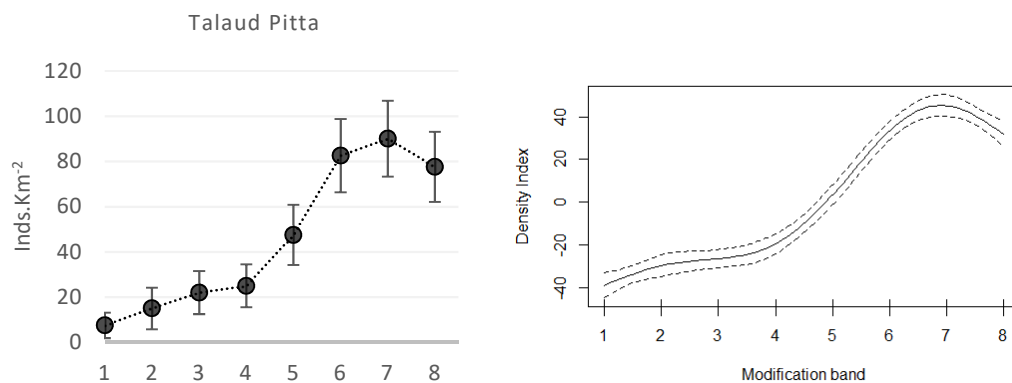 Talaud Pitta
Inds.Km-2
120
100
80
60
40
20
0
1 2 3 4 5 6 7 8
Density Index
40
20
0
-20
-40
1 2 3 4 5 6 7 8
Modification band